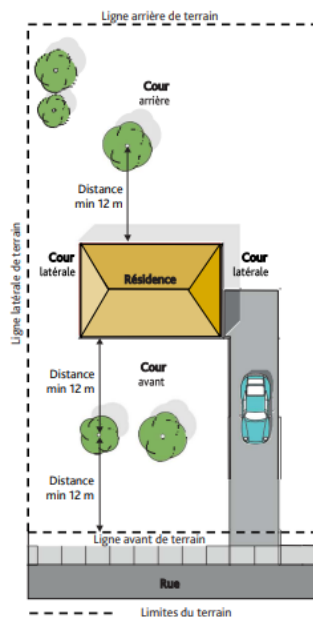 Ligne arrière de terrain
Cour
arrière
Distance
min 12 m
Ligne latérale de terrain
Cour
latérale
Résidence
Cour
latérale
Distance
min 12 m
Cour
avant
Distance
min 12 m
Ligne avant de terrain
Rue
Limites du terrain